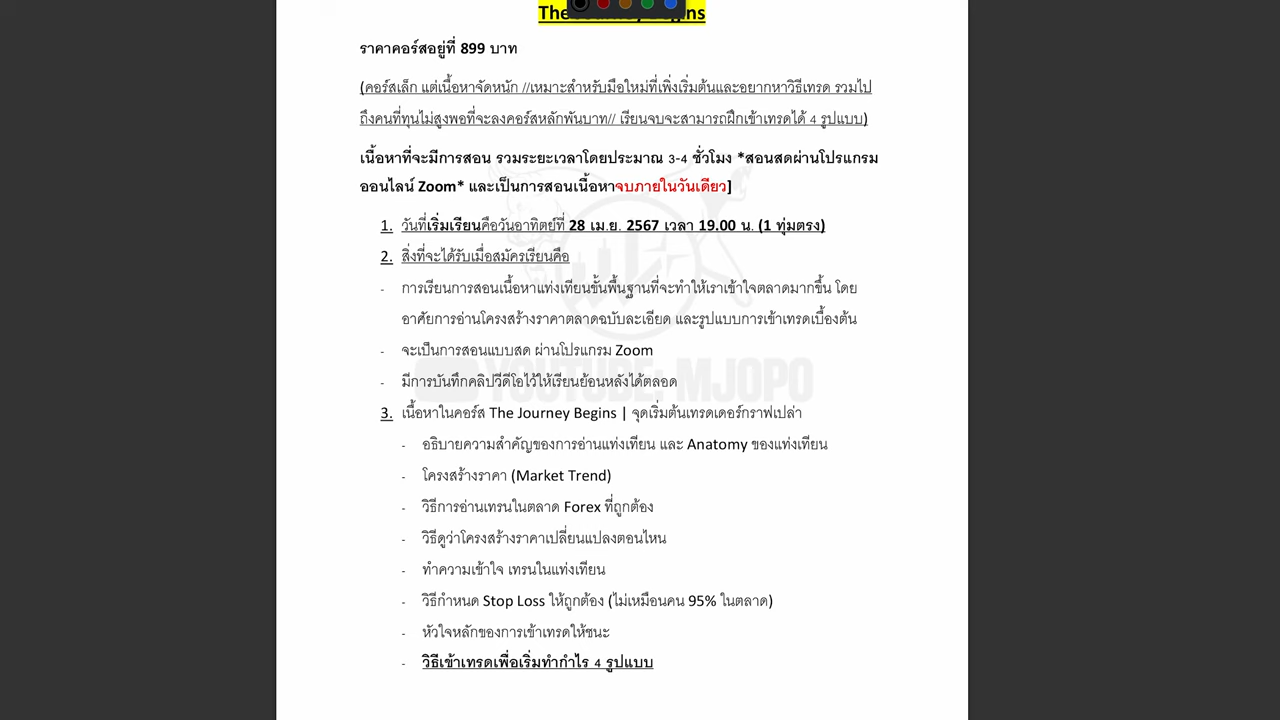 The Journey Begins
ราคาคอร์สอยู่ที่ 899 บาท
(คอร์สเล็ก แต่เนื้อหาจัดหนัก //เหมาะสำหรับมือใหม่ที่เพิ่งเริ่มต้นและอยากหาวิธีเทรด รวมไป
ถึงคนที่ทุนไม่สูงพอที่จะลงคอร์สหลักพันบาท// เรียนจบจะสามารถฝึกเข้าเทรดได้ 4 รูปแบบ)
เนื้อหาที่จะมีการสอน รวมระยะเวลาโดยประมาณ 3-4 ชั่วโมง *สอนสดผ่านโปรแกรม
ออนไลน์ Zoom* และเป็นการสอนเนื้อหาจบภายในวันเดียว]
1. วันที่เริ่มเรียนคือวันอาทิตย์ที่ 28 เม.ย. 2567 เวลา 19.00 น. (1 ทุ่มตรง)
2. สิ่งที่จะได้รับเมื่อสมัครเรียนคือ
- การเรียนการสอนเนื้อหาแท่งเทียนขั้นพื้นฐานที่จะทำให้เราเข้าใจตลาดมากขึ้น โดย
อาศัยการอ่านโครงสร้างราคาตลาดฉบับละเอียด และรูปแบบการเข้าเทรดเบื้องต้น
- จะเป็นการสอนแบบสด ผ่านโปรแกรม Zoom
- มีการบันทึกคลิปวีดีโอไว้ให้เรียนย้อนหลังได้ตลอด
YOUTUBE: MJOPO
3. เนื้อหาในคอร์ส The Journey Begins | จุดเริ่มต้นเทรดเดอร์กราฟเปล่า
- อธิบายความสำคัญของการอ่านแท่งเทียน และ Anatomy ของแท่งเทียน
- โครงสร้างราคา (Market Trend)
- วิธีการอ่านเทรนในตลาด Forex ที่ถูกต้อง
- วิธีดูว่าโครงสร้างราคาเปลี่ยนแปลงตอนไหน
- ทำความเข้าใจ เทรนในแท่งเทียน
- วิธีกำหนด Stop Loss ให้ถูกต้อง (ไม่เหมือนคน 95% ในตลาด)
- หัวใจหลักของการเข้าเทรดให้ชนะ
- วิธีเข้าเทรดเพื่อเริ่มทำกำไร 4 รูปแบบ